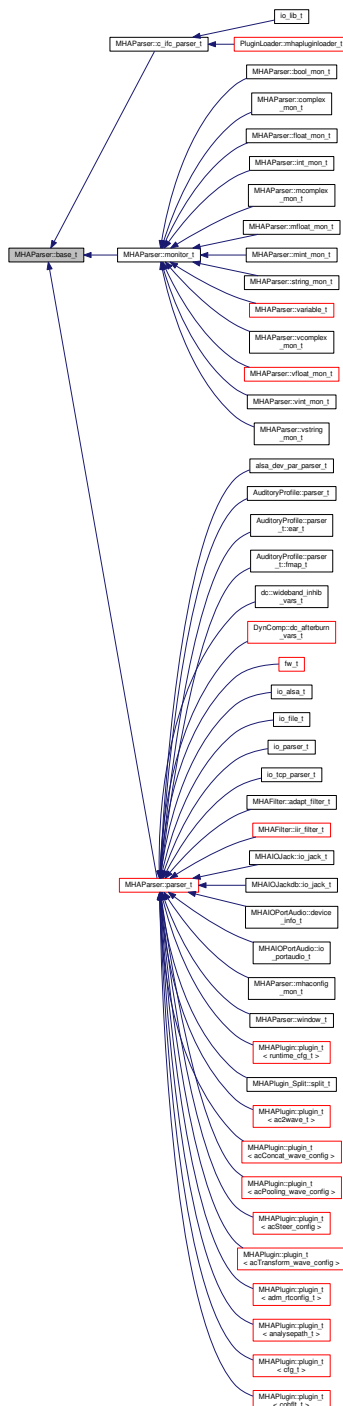 io_lib_t
MHAParser::c_ifc_parser_t
PluginLoader::mhapluginloader_t
MHAParser::bool_mon_t
MHAParser::complex
_mon_t
MHAParser::float_mon_t
MHAParser::int_mon_t
MHAParser::mcomplex
_mon_t
MHAParser::mfloat_mon_t
MHAParser::base_t
MHAParser::monitor_t
MHAParser::mint_mon_t
MHAParser::string_mon_t
MHAParser::variable_t
MHAParser::vcomplex
_mon_t
MHAParser::vfloat_mon_t
MHAParser::vint_mon_t
MHAParser::vstring
_mon_t
alsa_dev_par_parser_t
AuditoryProfile::parser_t
AuditoryProfile::parser
_t::ear_t
AuditoryProfile::parser
_t::fmap_t
dc::wideband_inhib
_vars_t
DynComp::dc_afterburn
_vars_t
fw_t
io_alsa_t
io_file_t
io_parser_t
io_tcp_parser_t
MHAFilter::adapt_filter_t
MHAFilter::iir_filter_t
MHAIOJack::io_jack_t
MHAParser::parser_t
MHAIOJackdb::io_jack_t
MHAIOPortAudio::device
_info_t
MHAIOPortAudio::io
_portaudio_t
MHAParser::mhaconfig
_mon_t
MHAParser::window_t
MHAPlugin::plugin_t
< runtime_cfg_t >
MHAPlugin_Split::split_t
MHAPlugin::plugin_t
< ac2wave_t >
MHAPlugin::plugin_t
< acConcat_wave_config >
MHAPlugin::plugin_t
< acPooling_wave_config >
MHAPlugin::plugin_t
< acSteer_config >
MHAPlugin::plugin_t
< acTransform_wave_config >
MHAPlugin::plugin_t
< adm_rtconfig_t >
MHAPlugin::plugin_t
< analysepath_t >
MHAPlugin::plugin_t
< cfg_t >
MHAPlugin::plugin_t